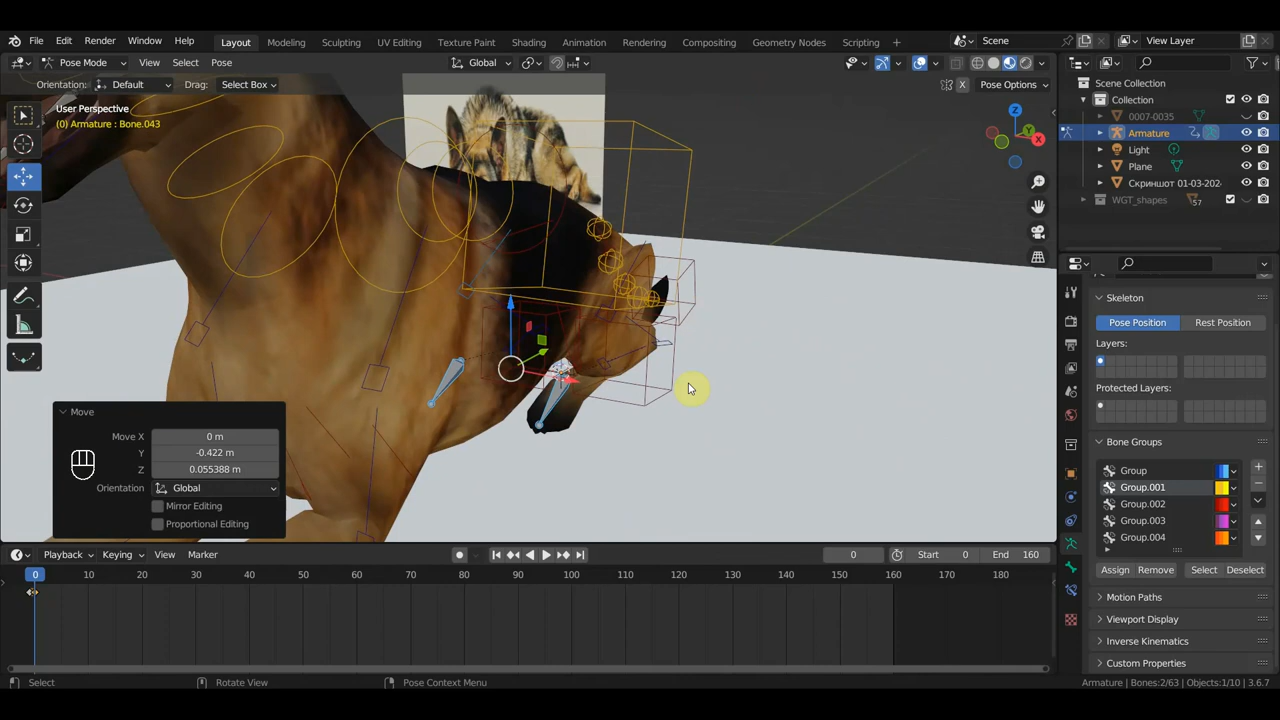 File Edit Render Window Help Layout Modeling Sculpting UV Editing Texture Paint Shading Animation Rendering Compositing Geometry Nodes Scripting + Scene View Layer
Pose Mode View Select Pose Global
Orientation: Default Drag: Select Box X Pose Options
User Perspective
(0) Armature : Bone.043
Z
Y
X
Scene Collection
Collection
0007-0035
Armature
Light
Plane
Скриншот 01-03-202
WGT_shapes 57
Skeleton
Pose Position Rest Position
Layers:
Protected Layers:
Bone Groups
Group
Group.001
Group.002
Group.003
Group.004
Assign Remove Select Deselect
Motion Paths
Viewport Display
Inverse Kinematics
Custom Properties
Move
Move X 0 m
Y -0.422 m
Z 0.055388 m
Orientation Global
Mirror Editing
Proportional Editing
Playback Keying View Marker 0 Start 0 End 160
0 10 20 30 40 50 60 70 80 90 100 110 120 130 140 150 160 170 180
Select Rotate View Pose Context Menu Armature | Bones:2/63 | Objects:1/10 | 3.6.7